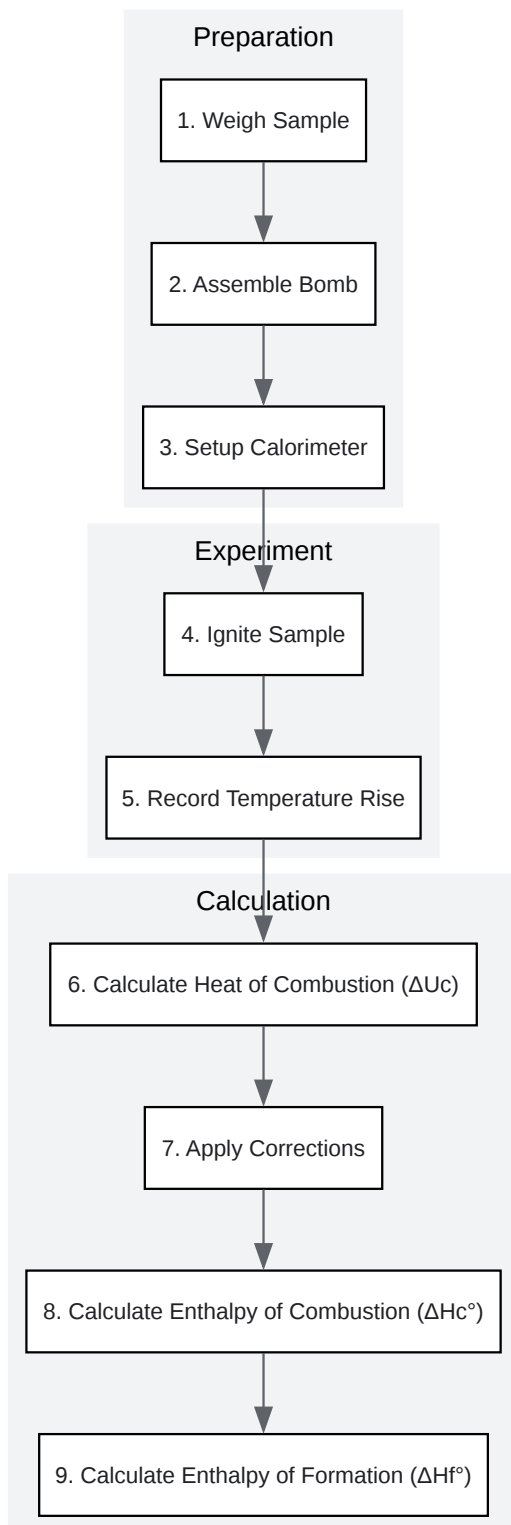 Preparation
1. Weigh Sample
2. Assemble Bomb
3. Setup Calorimeter
Experiment
4. Ignite Sample
5. Record Temperature Rise
Calculation
6. Calculate Heat of Combustion (ΔUc)
7. Apply Corrections
8. Calculate Enthalpy of Combustion (ΔHc°)
9. Calculate Enthalpy of Formation (ΔHf°)